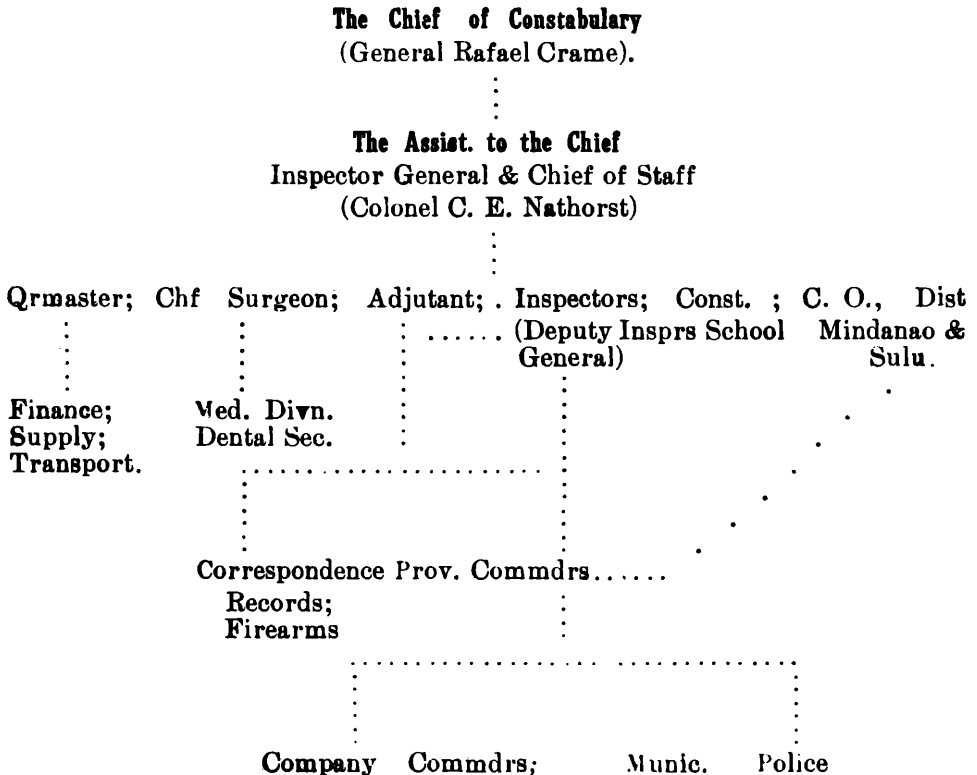 The Chief of Constabulary
(General Rafael Crame).
The Assist. to the Chief
Inspector General & Chief of Staff
(Colonel C. E. Nathorst)
Qrmaster; Chf Surgeon; Adjutant; . Inspectors; Const. ; C. O., Dist
...... (Deputy Insprs School Mindanao &
General) Sulu.
Finance; Med. Divn.
Supply; Dental Sec.
Transport.
Correspondence Prov. Commdrs......
Records;
Firearms
Company Commdrs; Munic. Police